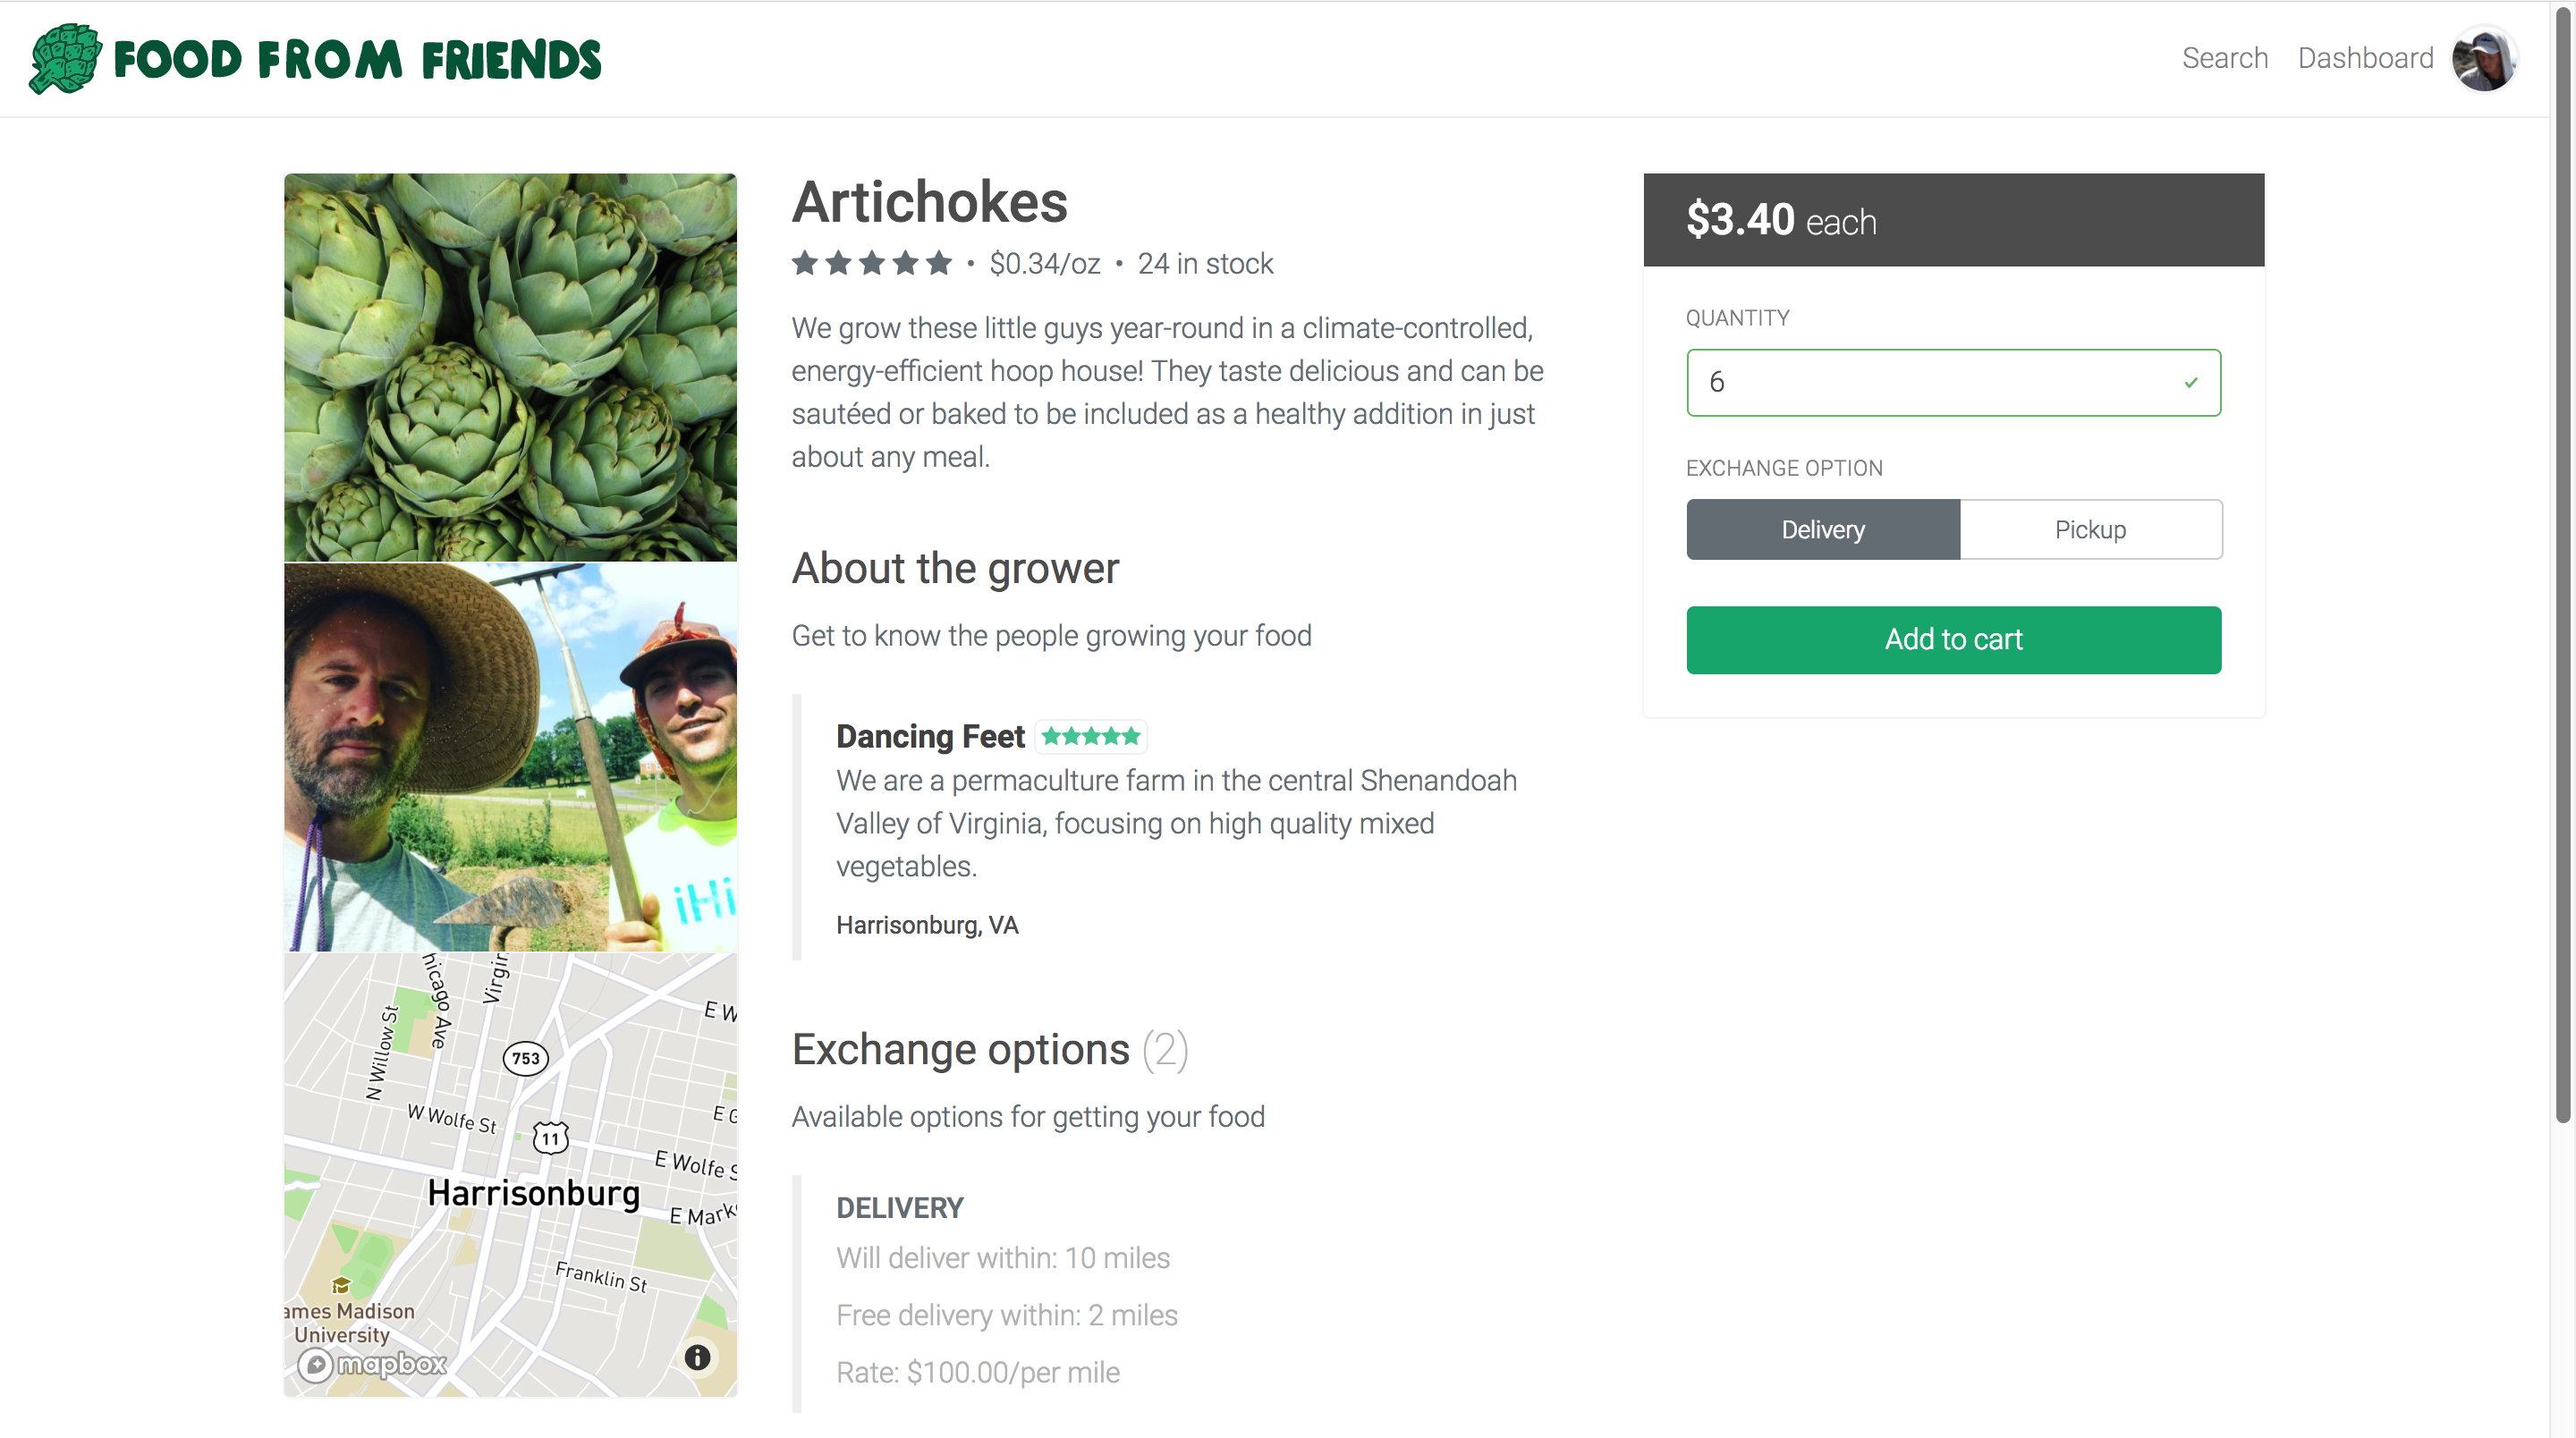 FOOD FROM FRIENDS
Search
Dashboard
Artichokes
• $0.34/oz • 24 in stock
We grow these little guys year-round in a climate-controlled,
energy-efficient hoop house! They taste delicious and can be
sautéed or baked to be included as a healthy addition in just
about any meal.
About the grower
Get to know the people growing your food
Dancing Feet
We are a permaculture farm in the central Shenandoah
Valley of Virginia, focusing on high quality mixed
vegetables.
Harrisonburg, VA
Exchange options (2)
Available options for getting your food
DELIVERY
Will deliver within: 10 miles
Free delivery within: 2 miles
Rate: $100.00/per mile
$3.40 each
QUANTITY
6
EXCHANGE OPTION
Delivery
Pickup
Add to cart
iHi
hicago Ave
Virgin
N Willow St
E W
753
W Wolfe St
E G
11
E Wolfe S
Harrisonburg
E Mark
Franklin St
ames Madison
University
mapbox